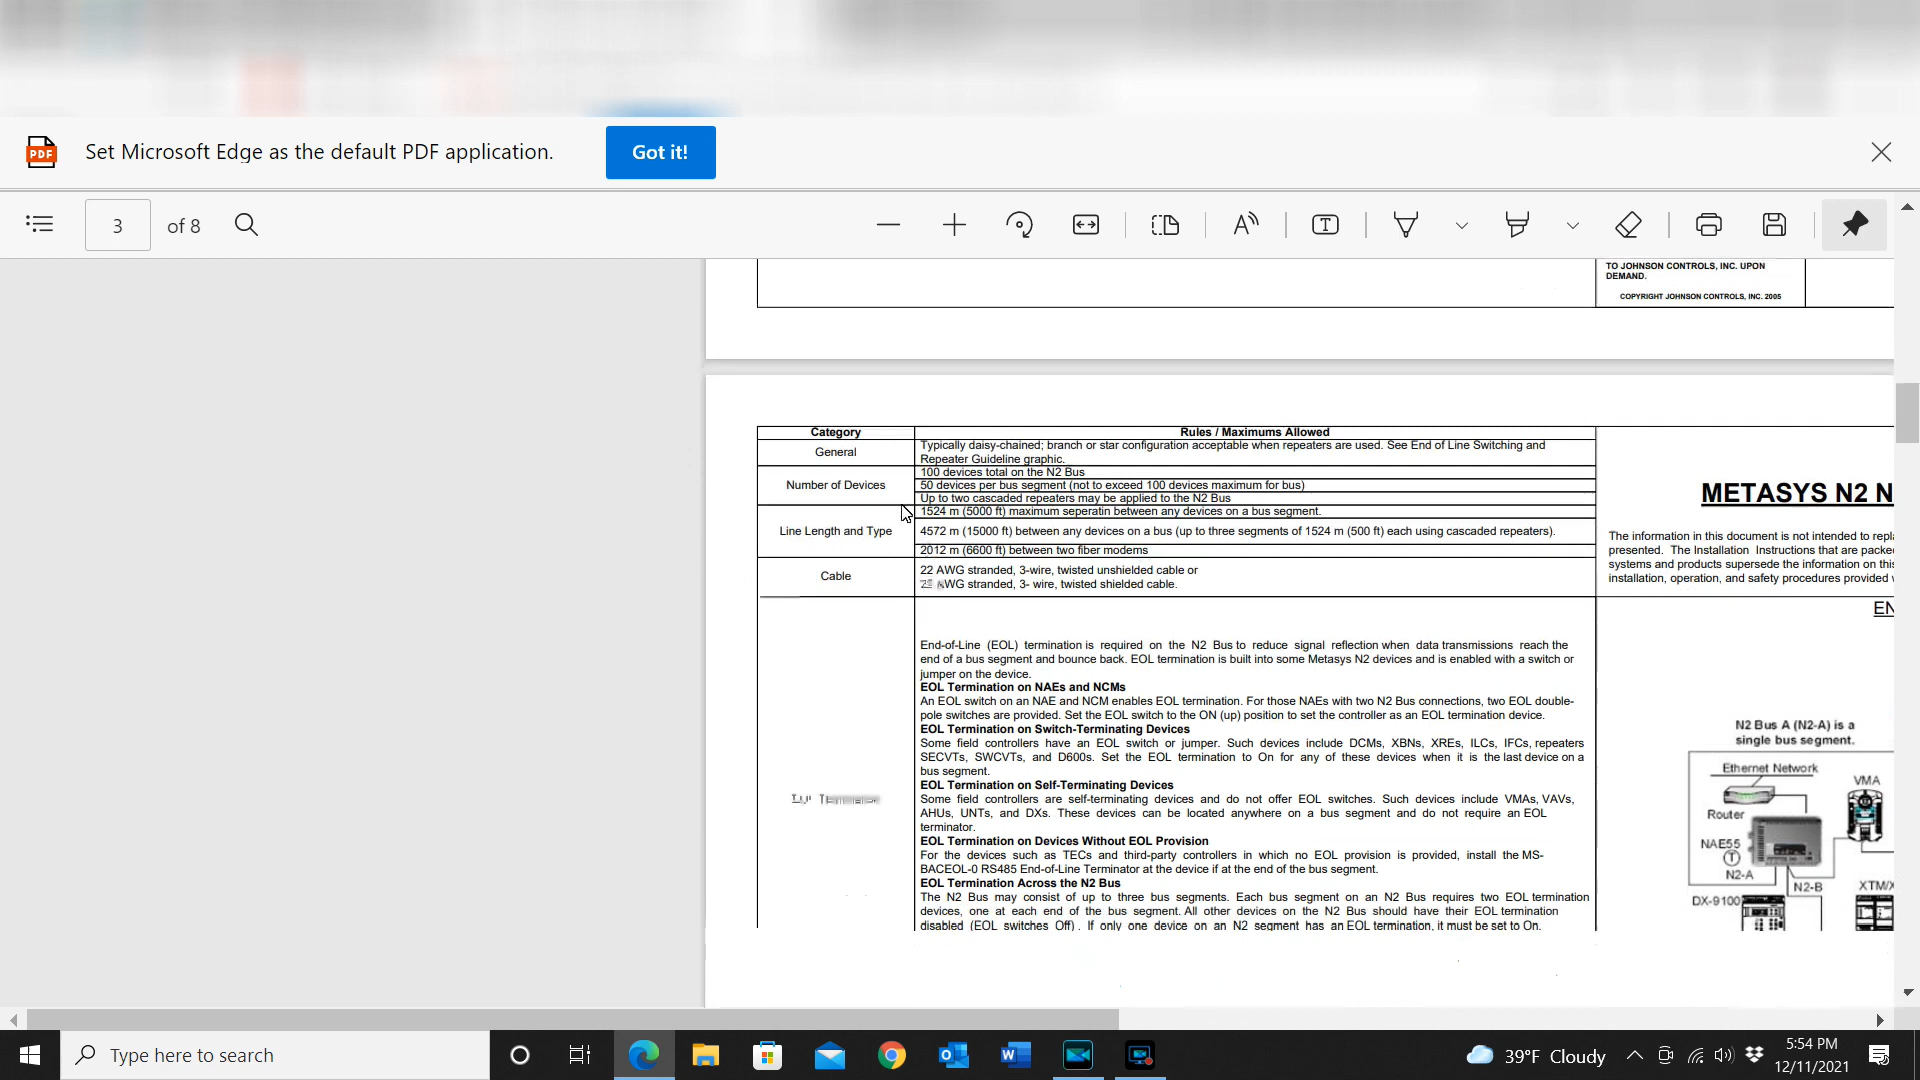 Set Microsoft Edge as the default PDF application.
Got it!
3
of 8
TO JOHNSON CONTROLS, INC. UPON
DEMAND.
COPYRIGHT JOHNSON CONTROLS, INC. 2005
Category
Rules / Maximums Allowed
General
Typically daisy-chained; branch or star configuration acceptable when repeaters are used. See End of Line Switching and
Repeater Guideline graphic.
Number of Devices
100 devices total on the N2 Bus
50 devices per bus segment (not to exceed 100 devices maximum for bus)
Up to two cascaded repeaters may be applied to the N2 Bus
Line Length and Type
1524 m (5000 ft) maximum seperatin between any devices on a bus segment.
4572 m (15000 ft) between any devices on a bus (up to three segments of 1524 m (500 ft) each using cascaded repeaters).
2012 m (6600 ft) between two fiber modems
Cable
22 AWG stranded, 3-wire, twisted unshielded cable or
AWG stranded, 3- wire, twisted shielded cable.
End-of-Line (EOL) termination is required on the N2 Bus to reduce signal reflection when data transmissions reach the
end of a bus segment and bounce back. EOL termination is built into some Metasys N2 devices and is enabled with a switch or
jumper on the device.
EOL Termination on NAEs and NCMs
An EOL switch on an NAE and NCM enables EOL termination. For those NAEs with two N2 Bus connections, two EOL double-
pole switches are provided. Set the EOL switch to the ON (up) position to set the controller as an EOL termination device.
EOL Termination on Switch-Terminating Devices
Some field controllers have an EOL switch or jumper. Such devices include DCMs, XBNs, XREs, ILCs, IFCs, repeaters
SECVTs, SWCVTs, and D600s. Set the EOL termination to On for any of these devices when it is the last device on a
bus segment.
EOL Termination on Self-Terminating Devices
Some field controllers are self-terminating devices and do not offer EOL switches. Such devices include VMAs, VAVs,
AHUs, UNTs, and DXs. These devices can be located anywhere on a bus segment and do not require an EOL
terminator.
EOL Termination on Devices Without EOL Provision
For the devices such as TECs and third-party controllers in which no EOL provision is provided, install the MS-
BACEOL-0 RS485 End-of-Line Terminator at the device if at the end of the bus segment.
EOL Termination Across the N2 Bus
The N2 Bus may consist of up to three bus segments. Each bus segment on an N2 Bus requires two EOL termination
devices, one at each end of the bus segment. All other devices on the N2 Bus should have their EOL termination
disabled (EOL switches Off) . If only one device on an N2 segment has an EOL termination, it must be set to On.
METASYS N2 N
The information in this document is not intended to repla
presented. The Installation Instructions that are packe
systems and products supersede the information on this
installation, operation, and safety procedures provided
EN
N2 Bus A (N2-A) is a
single bus segment.
Ethernet Network
VMA
Router
NAE55
T
N2-A
N2-B
XTM/X
DX-9100
Type here to search
39°F Cloudy
5:54 PM
12/11/2021